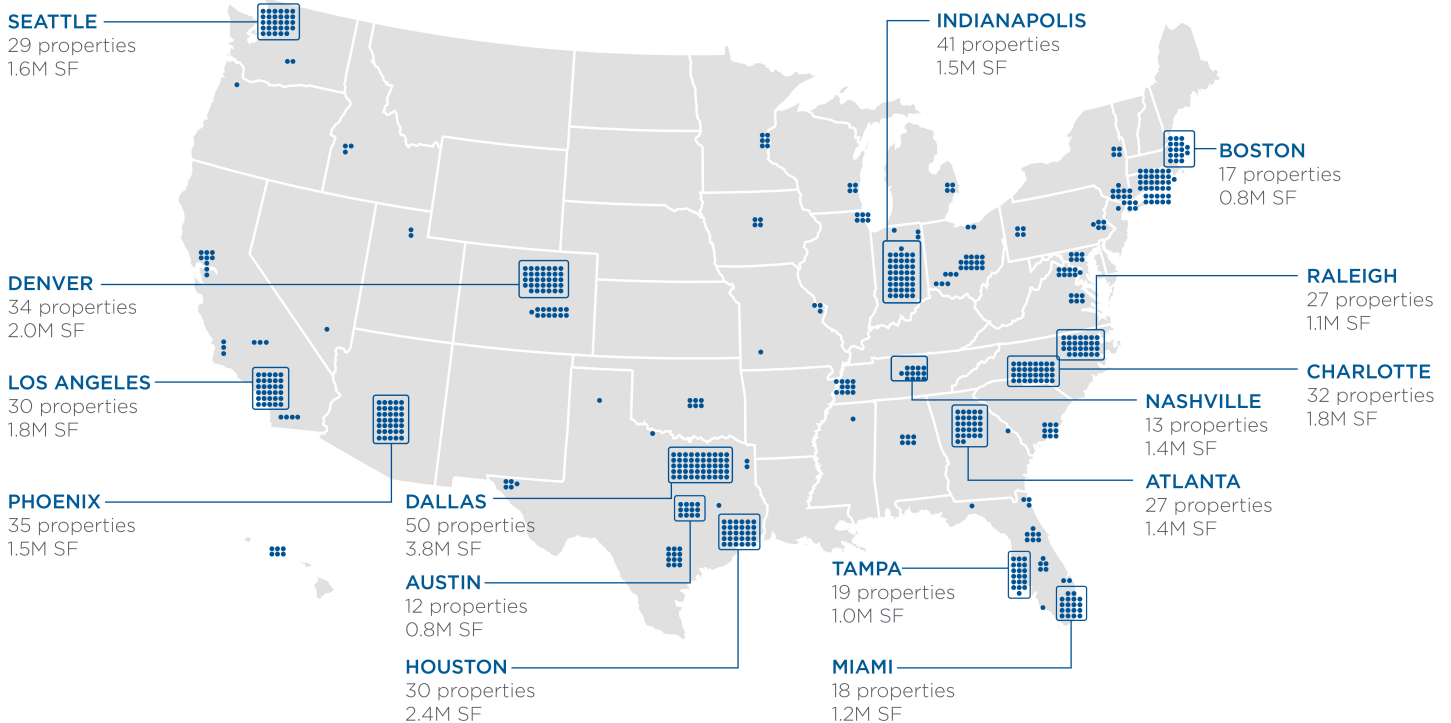 SEATTLE
29 properties
1.6M SF
INDIANAPOLIS
41 properties
1.5M SF
BOSTON
17 properties
0.8M SF
DENVER
34 properties
2.0M SF
RALEIGH
27 properties
1.1M SF
LOS ANGELES
30 properties
1.8M SF
CHARLOTTE
32 properties
1.8M SF
NASHVILLE
13 properties
1.4M SF
ATLANTA
27 properties
1.4M SF
PHOENIX
35 properties
1.5M SF
DALLAS
50 properties
3.8M SF
AUSTIN
12 properties
0.8M SF
TAMPA
19 properties
1.0M SF
HOUSTON
30 properties
2.4M SF
MIAMI
18 properties
1.2M SF